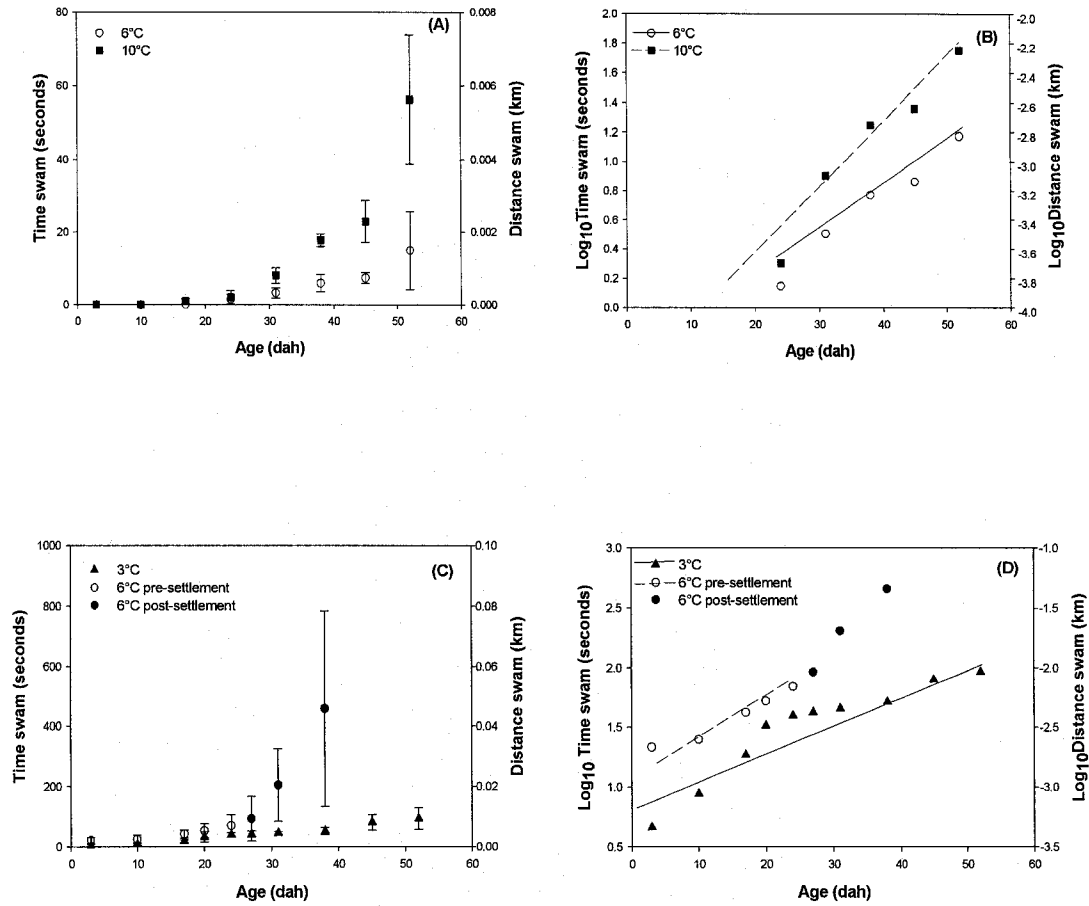 (A)
6°C
10°C
Time swam (seconds)
80
60
40
20
0
0.008
0.006
0.004
0.002
0.000
Distance swam (km)
0 10 20 30 40 50 60
Age (dah)
(B)
6°C
10°C
Log10Time swam (seconds)
2.0
1.8
1.6
1.4
1.2
1.0
0.8
0.6
0.4
0.2
0.0
-2.0
-2.2
-2.4
-2.6
-2.8
-3.0
-3.2
-3.4
-3.6
-3.8
-4.0
Log10Distance swam (km)
0 10 20 30 40 50 60
Age (dah)
(C)
3°C
6°C pre-settlement
6°C post-settlement
Time swam (seconds)
1000
800
600
400
200
0
0.10
0.08
0.06
0.04
0.02
0.00
Distance swam (km)
0 10 20 30 40 50 60
Age (dah)
(D)
3°C
6°C pre-settlement
6°C post-settlement
Log10 Time swam (seconds)
3.0
2.5
2.0
1.5
1.0
0.5
-1.0
-1.5
-2.0
-2.5
-3.0
-3.5
Log10Distance swam (km)
0 10 20 30 40 50 60
Age (dah)